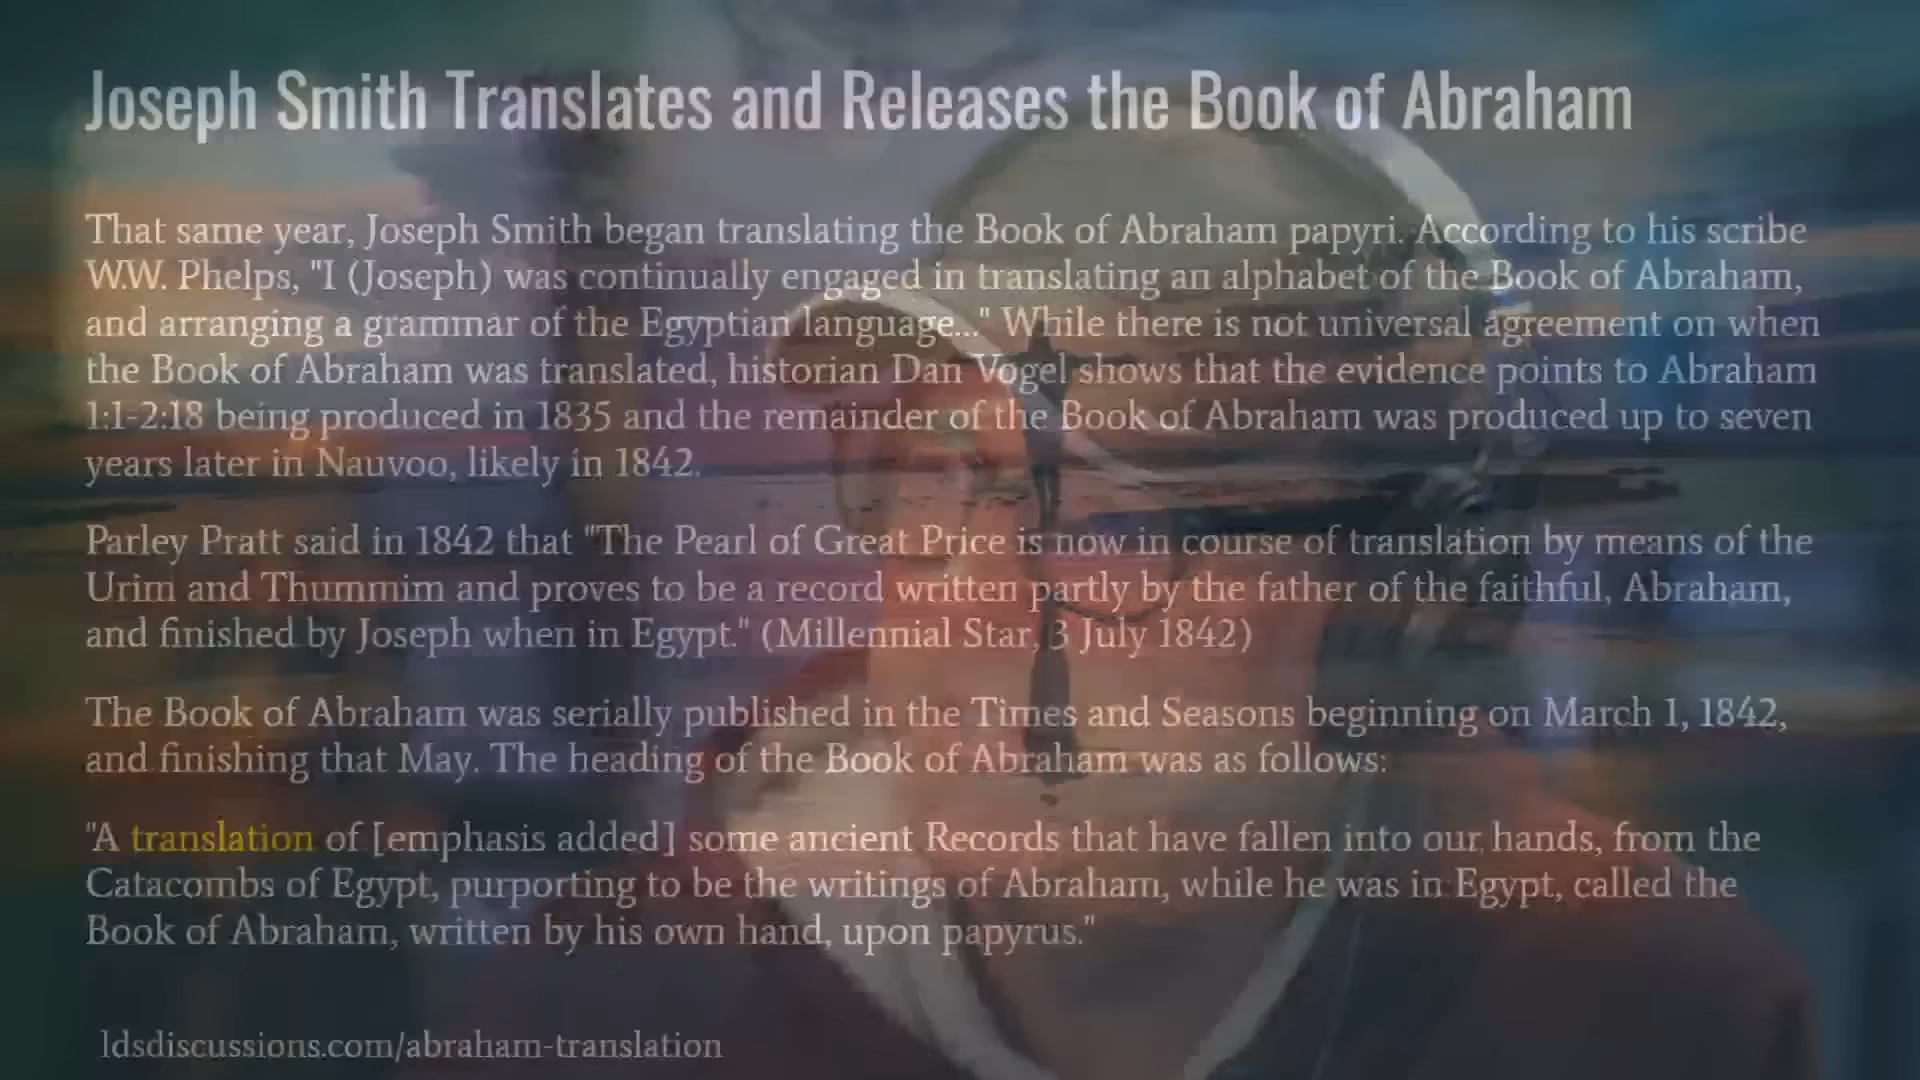 Joseph Smith Translates and Releases the Book of Abraham
That same year, Joseph Smith began translating the Book of Abraham papyri. According to his scribe
W.W. Phelps, "I (Joseph) was continually engaged in translating an alphabet of the Book of Abraham,
and arranging a grammar of the Egyptian language..." While there is not universal agreement on when
the Book of Abraham was translated, historian Dan Vogel shows that the evidence points to Abraham
1:1-2:18 being produced in 1835 and the remainder of the Book of Abraham was produced up to seven
years later in Nauvoo, likely in 1842.
Parley Pratt said in 1842 that "The Pearl of Great Price is now in course of translation by means of the
Urim and Thummim and proves to be a record written partly by the father of the faithful, Abraham,
and finished by Joseph when in Egypt." (Millennial Star, 3 July 1842)
The Book of Abraham was serially published in the Times and Seasons beginning on March 1, 1842,
and finishing that May. The heading of the Book of Abraham was as follows:
"A translation of [emphasis added] some ancient Records that have fallen into our hands, from the
Catacombs of Egypt, purporting to be the writings of Abraham, while he was in Egypt, called the
Book of Abraham, written by his own hand, upon papyrus."
ldsdiscussions.com/abraham-translation